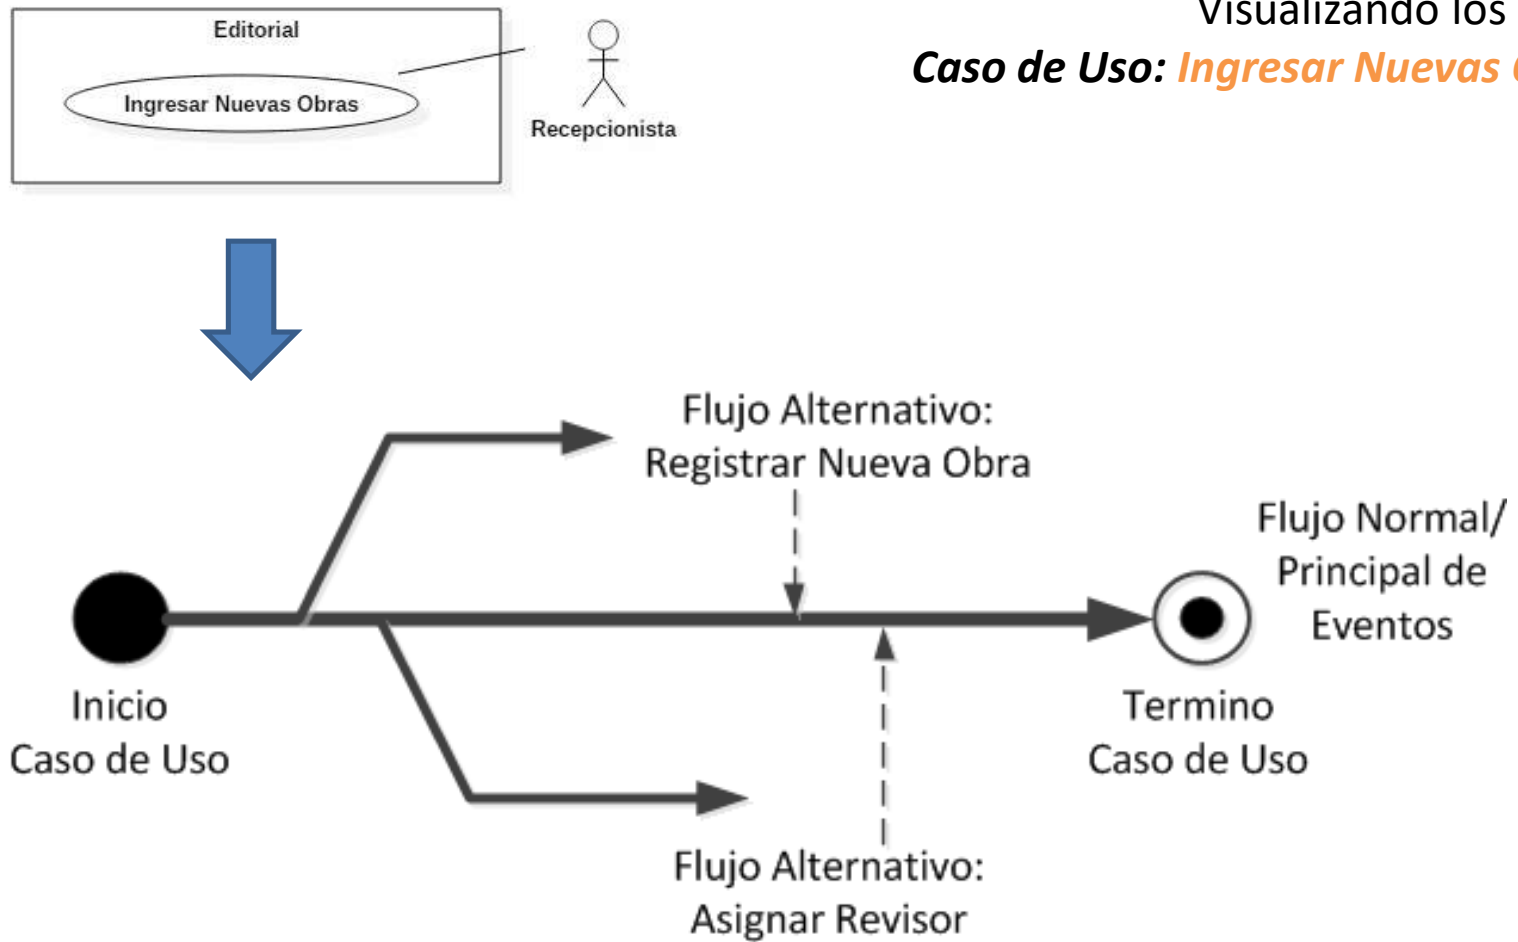 Visualizando los
Caso de Uso: Ingresar Nuevas
Editorial
Ingresar Nuevas Obras
Recepcionista
Flujo Alternativo:
Registrar Nueva Obra
Flujo Normal/
Principal de
Eventos
Inicio
Caso de Uso
Termino
Caso de Uso
Flujo Alternativo:
Asignar Revisor